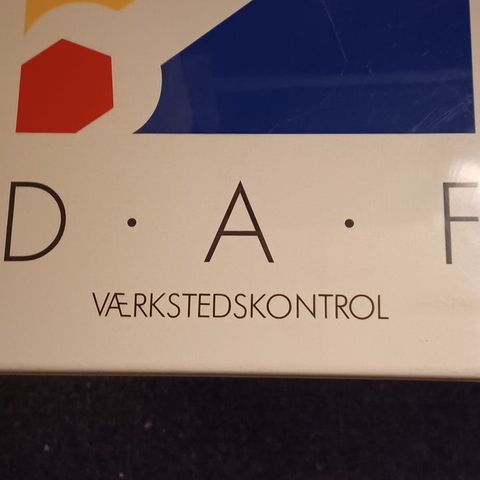 D · A · F
VÆRKSTEDSKONTROL